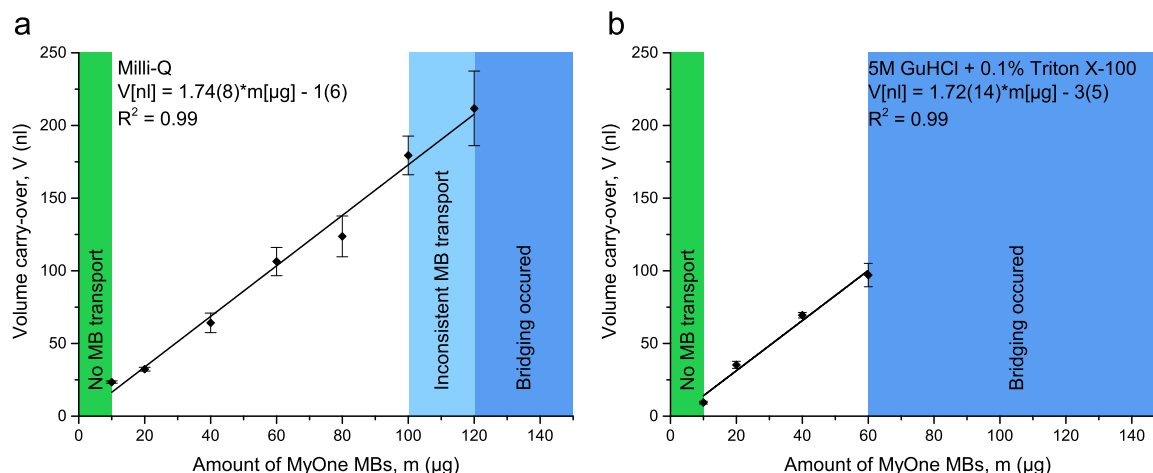 a
Milli-Q
V[nl] = 1.74(8)*m[µg] - 1(6)
R² = 0.99
No MB transport
Inconsistent MB transport
Bridging occured
Volume carry-over, V (nl)
250
200
150
100
50
0
0 20 40 60 80 100 120 140
Amount of MyOne MBs, m (µg)
b
5M GuHCl + 0.1% Triton X-100
V[nl] = 1.72(14)*m[µg] - 3(5)
R² = 0.99
No MB transport
Bridging occured
Volume carry-over, V (nl)
250
200
150
100
50
0
0 20 40 60 80 100 120 140
Amount of MyOne MBs, m (µg)